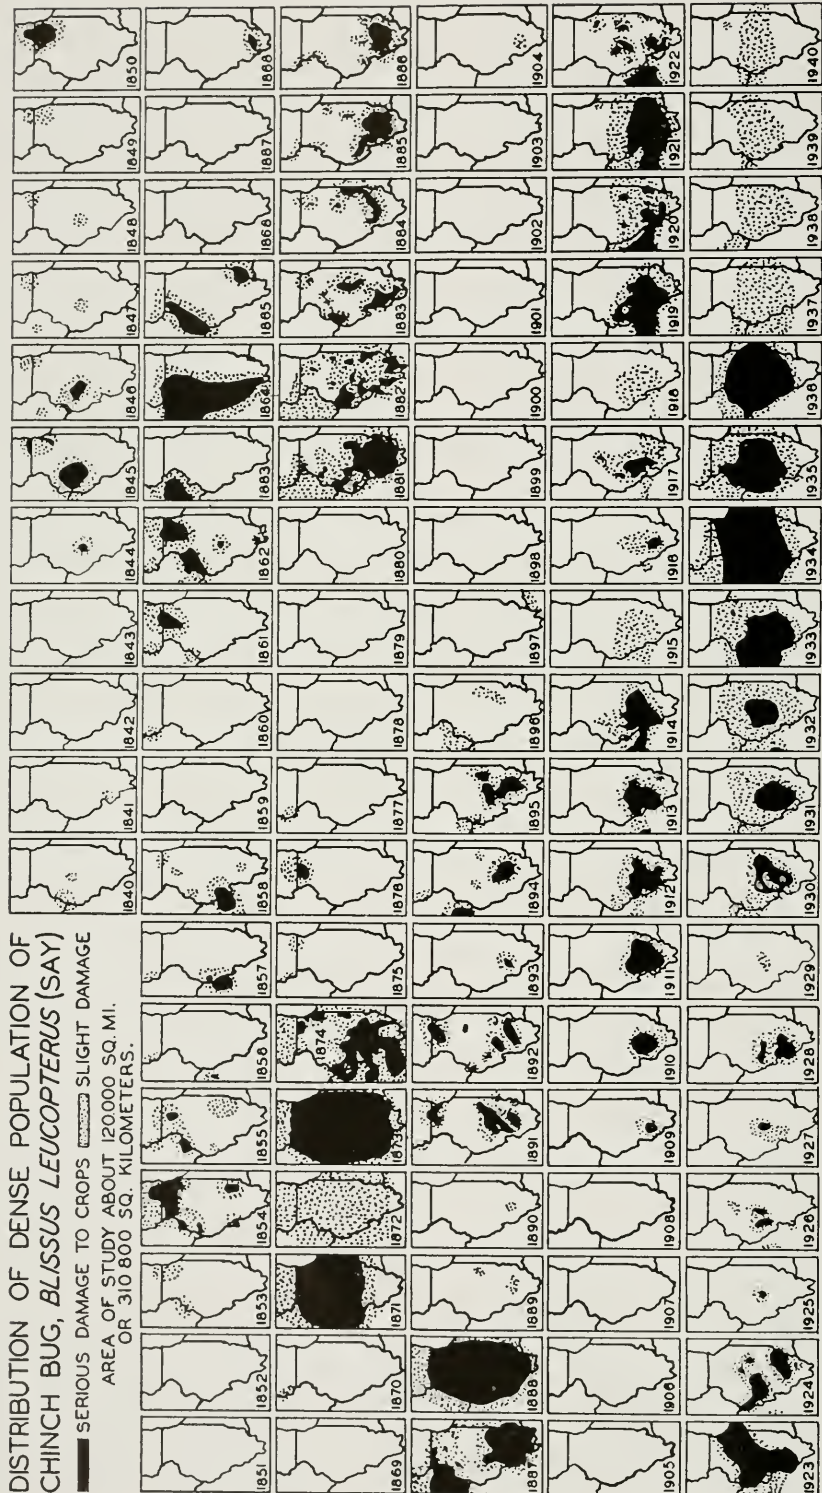 DISTRIBUTION OF DENSE POPULATION OF
CHINCH BUG, BLISSUS LEUCOPTERUS (SAY)
SERIOUS DAMAGE TO CROPS SLIGHT DAMAGE
AREA OF STUDY ABOUT 120000 SQ. MI.
OR 310 800 SQ. KILOMETERS.
1840 1841 1842 1843 1844 1845 1846 1847 1848 1849 1850
1851 1852 1853 1854 1855 1856 1857 1858 1859 1860 1861 1862 1863 1864 1865 1866 1867 1868
1869 1870 1871 1872 1873 1874 1875 1876 1877 1878 1879 1880 1881 1882 1883 1884 1885 1886
1887 1888 1889 1890 1891 1892 1893 1894 1895 1896 1897 1898 1899 1900 1901 1902 1903 1904
1905 1906 1907 1908 1909 1910 1911 1912 1913 1914 1915 1916 1917 1918 1919 1920 1921 1922
1923 1924 1925 1926 1927 1928 1929 1930 1931 1932 1933 1934 1935 1936 1937 1938 1939 1940